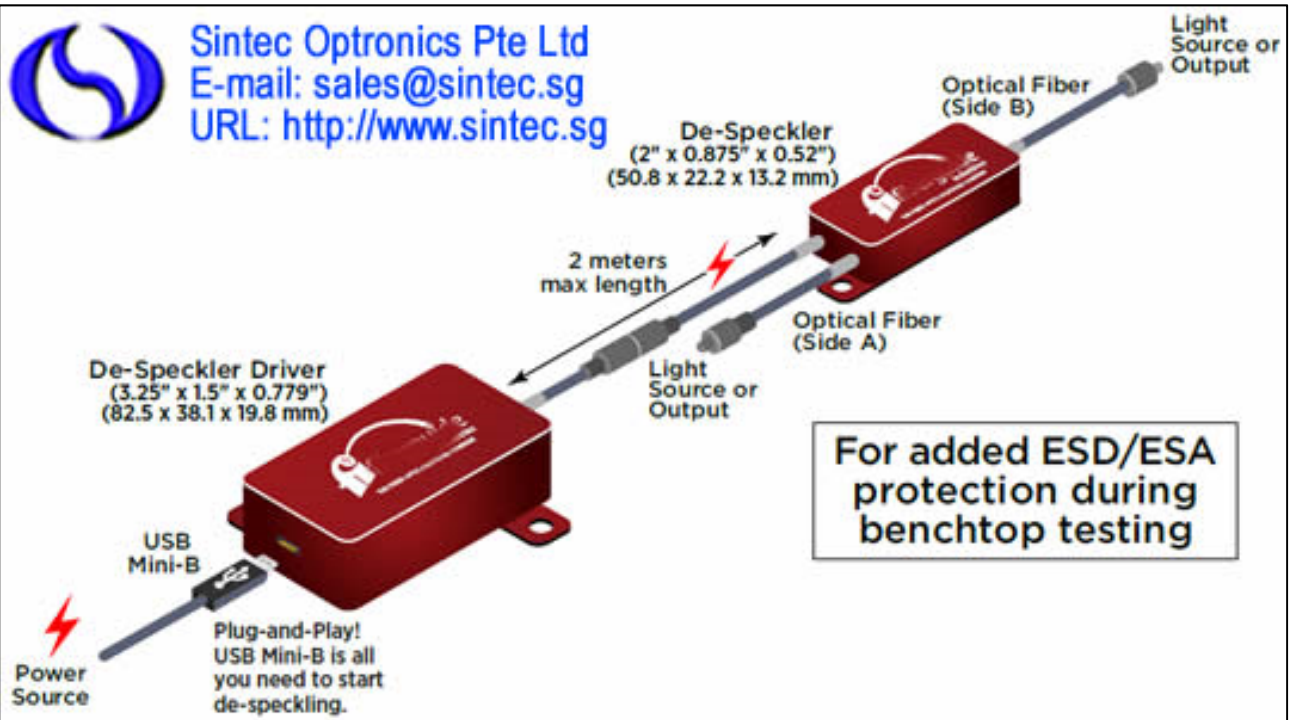 Sintec Optronics Pte Ltd
E-mail: sales@sintec.sg
URL: http://www.sintec.sg
Light
Source or
Output
Optical Fiber
(Side B)
De-Speckler
(2" x 0.875" x 0.52")
(50.8 x 22.2 x 13.2 mm)
2 meters
max length
Optical Fiber
(Side A)
Light
Source or
Output
De-Speckler Driver
(3.25" x 1.5" x 0.779")
(82.5 x 38.1 x 19.8 mm)
For added ESD/ESA
protection during
benchtop testing
USB
Mini-B
Plug-and-Play!
USB Mini-B is all
you need to start
de-speckling.
Power
Source